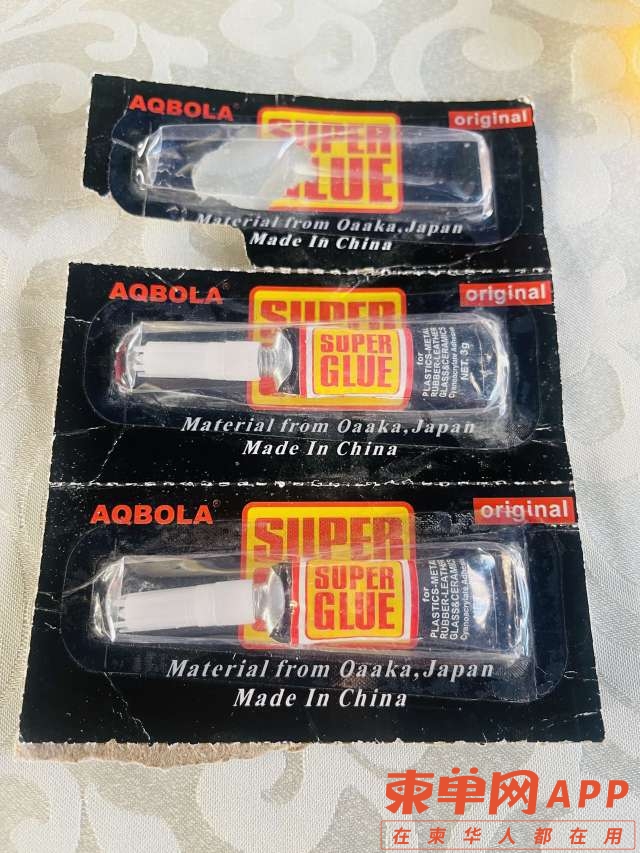 AQBOLA®
original
SUPER
GLUE
Material from Oaaka,Japan
Made In China
AQBOLA®
original
SUPER
SUPER
GLUE
for
PLASTICS-METAL
RUBBER-LEATHER
GLASS&CERAMICS
Cyanoacrylate Adhesive
NET. 3g
Material from Oaaka,Japan
Made In China
AQBOLA®
original
SUPER
SUPER
GLUE
for
PLASTICS-METAL
RUBBER-LEATHER
GLASS&CERAMICS
Cyanoacrylate
Material from Oaaka,Japan
Made In China
柬单网APP
在柬华人都在用